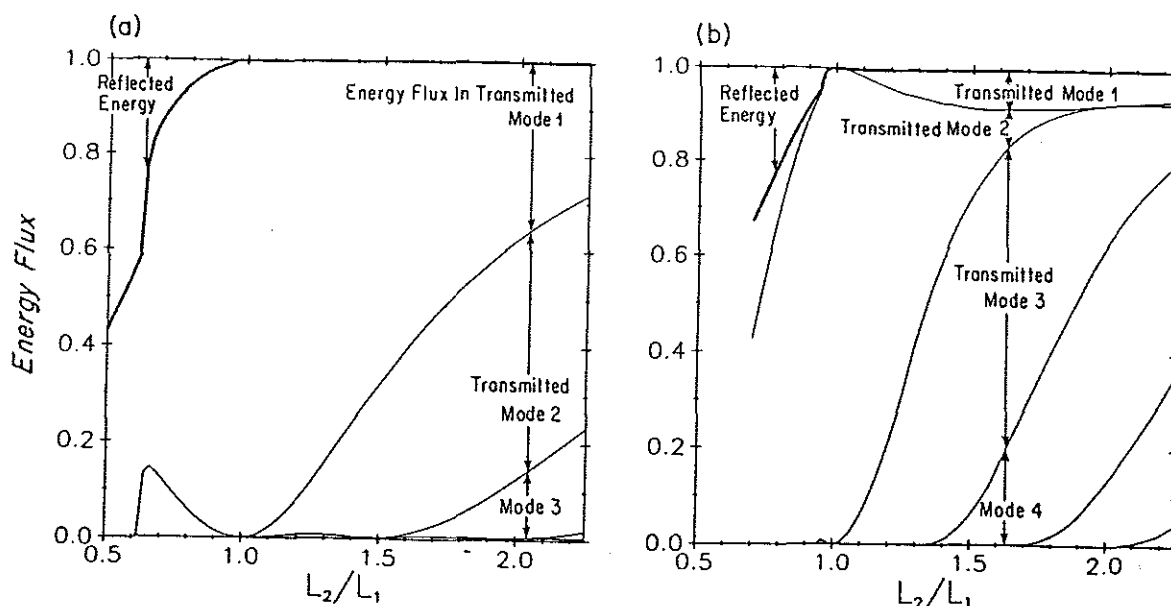 (a)
1.0
0.8
0.6
0.4
0.2
0.0
0.5
1.0
1.5
2.0
Energy Flux
L₂/L₁
Reflected
Energy
Energy Flux In Transmitted
Mode 1
Transmitted
Mode 2
Mode 3
(b)
1.0
0.8
0.6
0.4
0.2
0.0
0.5
1.0
1.5
2.0
L₂/L₁
Reflected
Energy
Transmitted Mode 1
Transmitted Mode 2
Transmitted
Mode 3
Mode 4